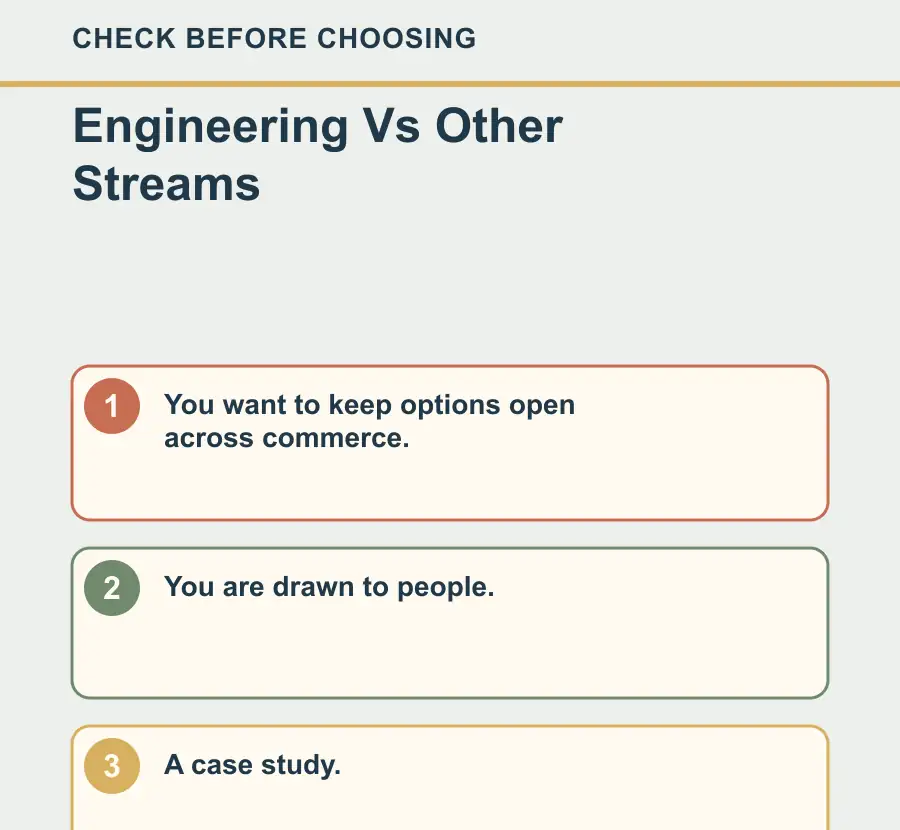 CHECK BEFORE CHOOSING
Engineering Vs Other
Streams
1
You want to keep options open
across commerce.
2
You are drawn to people.
3
A case study.